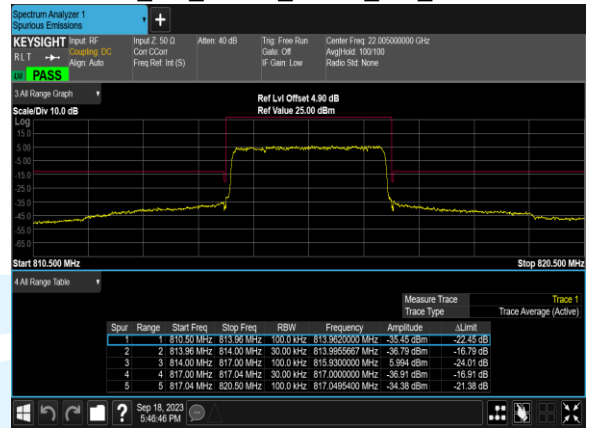 Spectrum Analyzer 1
Spurious Emissions
KEYSIGHT Input: RF Input Z: 50 Ω Atten: 40 dB Trig: Free Run Center Freq: 22.005000000 GHz
RLT Coupling: DC Corr CCorr Gate: Off Avg|Hold: 100/100
Align: Auto Freq Ref: Int (S) IF Gain: Low Radio Std: None
LM PASS
3 All Range Graph
Ref Lvl Offset 4.90 dB
Scale/Div 10.0 dB Ref Value 25.00 dBm
Log
15.0
5.00
-5.00
-15.0
-25.0
-35.0
-45.0
-55.0
-65.0
Start 810.500 MHz Stop 820.500 MHz
4 All Range Table
Measure Trace Trace 1
Trace Type Trace Average (Active)
Spur Range Start Freq Stop Freq RBW Frequency Amplitude ΔLimit
1 1 810.50 MHz 813.96 MHz 100.0 kHz 813.9620000 MHz -35.45 dBm -22.45 dB
2 2 813.96 MHz 814.00 MHz 30.00 kHz 813.9955667 MHz -36.79 dBm -16.79 dB
3 3 814.00 MHz 817.00 MHz 100.0 kHz 815.9300000 MHz 5.994 dBm -24.01 dB
4 4 817.00 MHz 817.04 MHz 30.00 kHz 817.0000000 MHz -36.91 dBm -16.91 dB
5 5 817.04 MHz 820.50 MHz 100.0 kHz 817.0495400 MHz -34.38 dBm -21.38 dB
Sep 18, 2023
5:46:46 PM